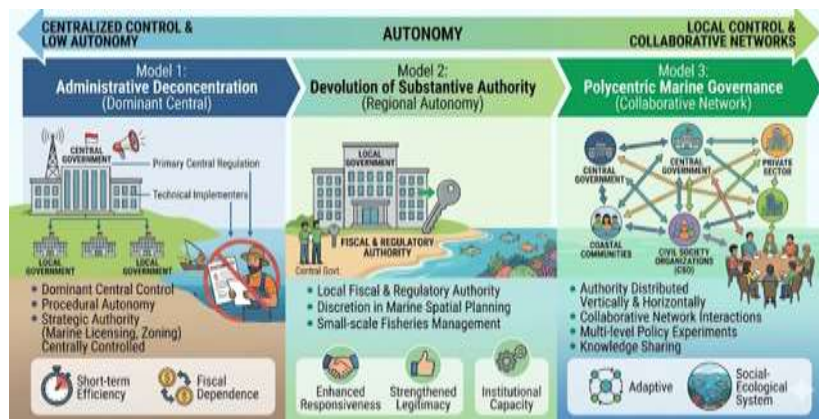 CENTRALIZED CONTROL &
LOW AUTONOMY
AUTONOMY
LOCAL CONTROL &
COLLABORATIVE NETWORKS
Model 1:
Administrative Deconcentration
(Dominant Central)
CENTRAL
GOVERNMENT
Primary Central Regulation
Technical Implementers
LOCAL
GOVERNMENT
LOCAL
GOVERNMENT
• Dominant Central Control
• Procedural Autonomy
• Strategic Authority
(Marine Licensing, Zoning)
Centrally Controlled
Short-term
Efficiency
Fiscal
Dependence
Model 2:
Devolution of Substantive Authority
(Regional Autonomy)
LOCAL
GOVERNMENT
FISCAL & REGULATORY
AUTHORITY
Central Govt.
• Local Fiscal & Regulatory Authority
• Discretion in Marine Spatial Planning
• Small-scale Fisheries Management
Enhanced
Responsiveness
Strengthened
Legitimacy
Institutional
Capacity
Model 3:
Polycentric Marine Governance
(Collaborative Network)
CENTRAL
GOVERNMENT
CENTRAL
GOVERNMENT
PRIVATE
SECTOR
COASTAL
COMMUNITIES
CIVIL SOCIETY
ORGANIZATIONS
(CSO)
• Authority Distributed
Vertically & Horizontally
• Collaborative Network Interactions
• Multi-level Policy Experiments
• Knowledge Sharing
Adaptive
Social-
Ecological
System